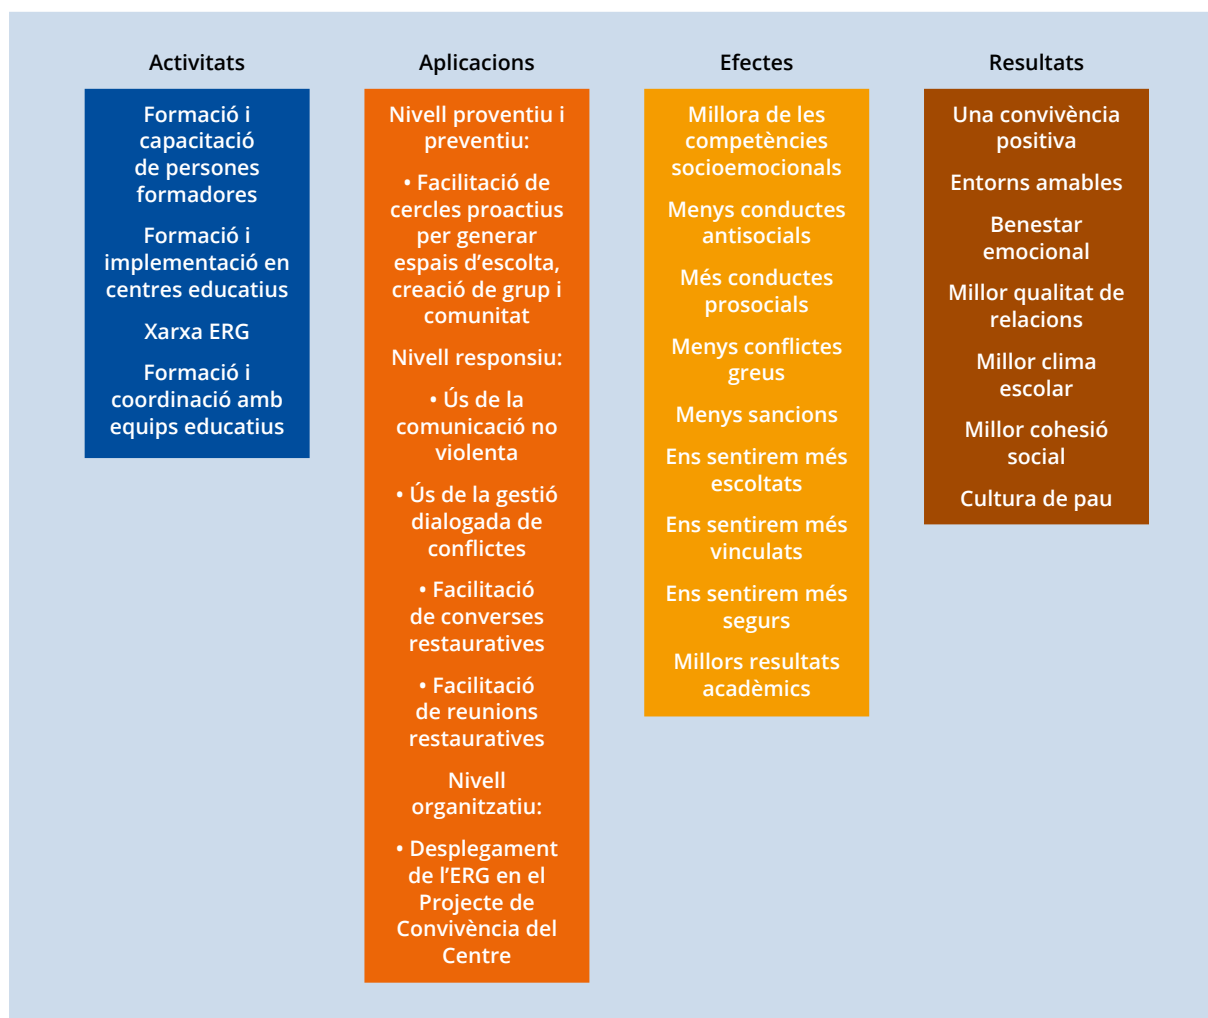 Activitats
Formació i
capacitació
de persones
formadores
Formació i
implementació en
centres educatius
Xarxa ERG
Formació i
coordinació amb
equips educatius
Aplicacions
Nivell proventiu i
preventiu:
• Facilitació de
cercles proactius
per generar
espais d’escolta,
creació de grup i
comunitat
Nivell responsiu:
• Ús de la
comunicació no
violenta
• Ús de la gestió
dialogada de
conflictes
• Facilitació
de converses
restauratives
• Facilitació
de reunions
restauratives
Nivell
organitzatiu:
• Desplegament
de l’ERG en el
Projecte de
Convivència del
Centre
Efectes
Millora de les
competències
socioemocionals
Menys conductes
antisocials
Més conductes
prosocials
Menys conflictes
greus
Menys sancions
Ens sentirem més
escoltats
Ens sentirem més
vinculats
Ens sentirem més
segurs
Millors resultats
acadèmics
Resultats
Una convivència
positiva
Entorns amables
Benestar
emocional
Millor qualitat de
relacions
Millor clima
escolar
Millor cohesió
social
Cultura de pau